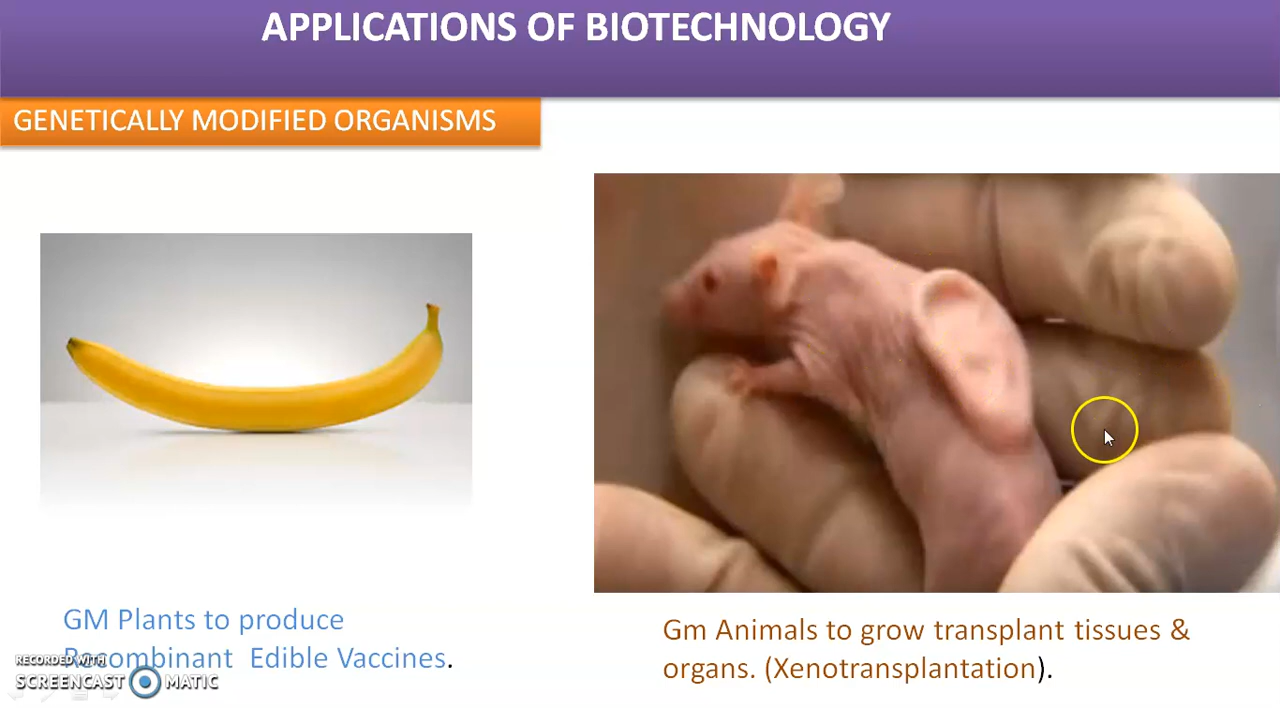 APPLICATIONS OF BIOTECHNOLOGY
GENETICALLY MODIFIED ORGANISMS
GM Plants to produce
Recombinant Edible Vaccines.
Gm Animals to grow transplant tissues &
organs. (Xenotransplantation).
RECORDED WITH
SCREENCAST MATIC